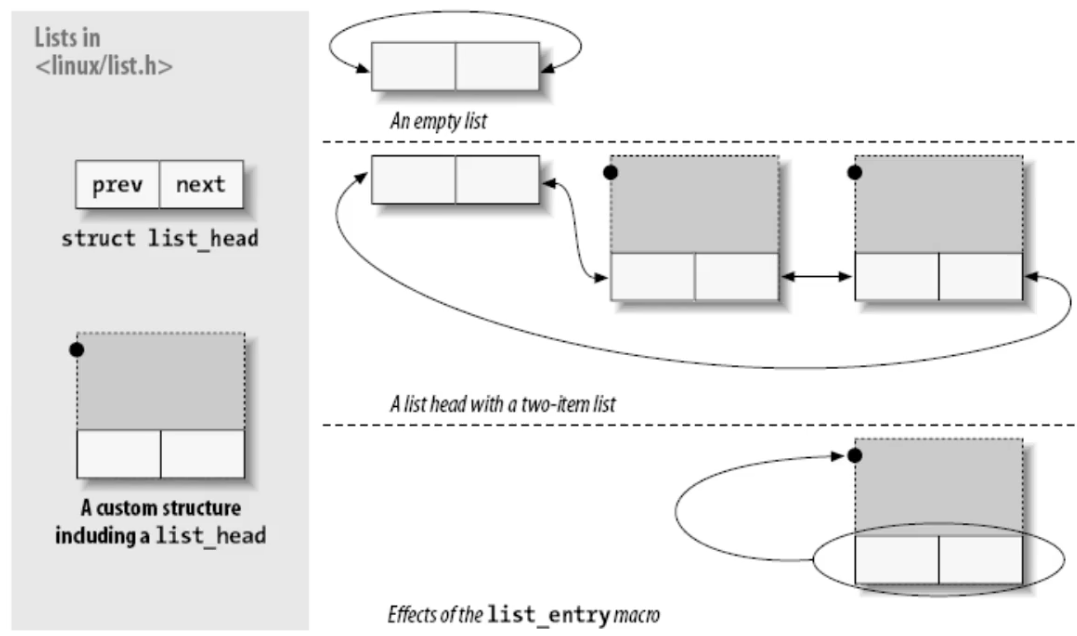 Lists in
<linux/list.h>
prev next
struct list_head
A custom structure
including a list_head
An empty list
A list head with a two-item list
Effects of the list_entry macro